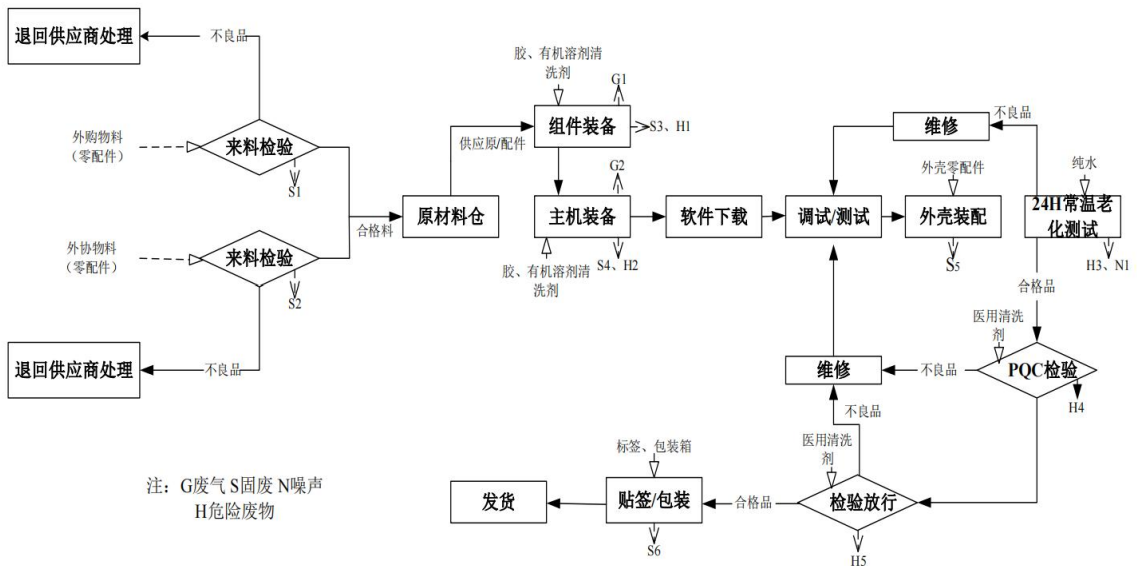 退回供应商处理
不良品
外购物料
（零配件）
来料检验
S1
外协物料
（零配件）
来料检验
S2
退回供应商处理
不良品
合格料
原材料仓
供应原/配件
胶、有机溶剂清
洗剂
G1
组件装备
S3、H1
G2
主机装备
S4、H2
胶、有机溶剂清
洗剂
软件下载
调试/测试
维修
不良品
外壳零配件
外壳装配
S5
纯水
24H常温老
化测试
H3、N1
合格品
医用清洗
剂
PQC检验
H4
不良品
维修
不良品
医用清洗
剂
检验放行
H5
合格品
标签、包装箱
贴签/包装
S6
发货
注：G废气 S固废 N噪声
H危险废物